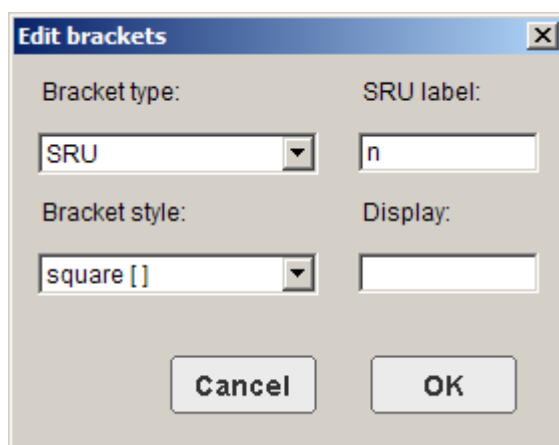 Edit brackets
Bracket type: SRU label:
SRU n
Bracket style: Display:
square [ ]
Cancel OK